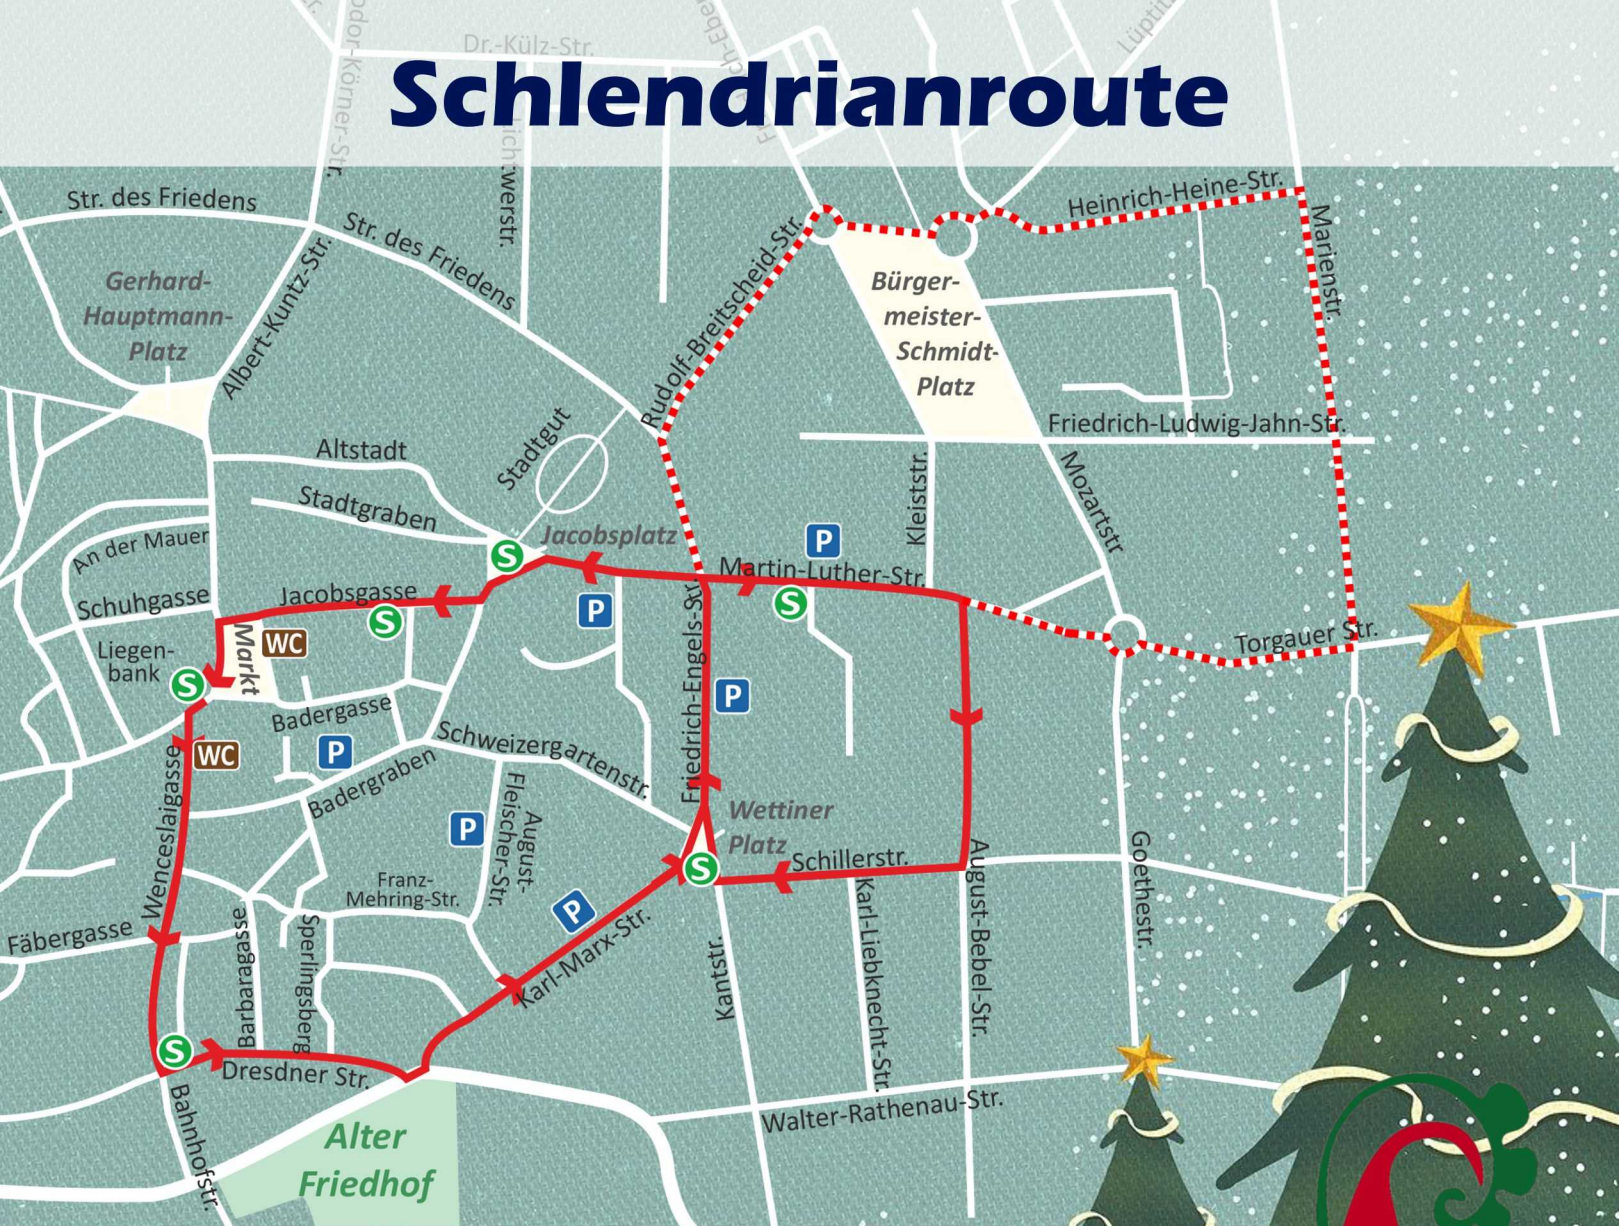 Dr.-Külz-Str.
Schlendrianroute
Str. des Friedens
Str. des Friedens
Heinrich-Heine-Str.
Marienstr.
Rudolf-Breitscheid-Str.
Albert-Kuntz-Str.
Gerhard-
Hauptmann-
Platz
Bürger-
meister-
Schmidt-
Platz
Friedrich-Ludwig-Jahn-Str.
Altstadt
Stadtgut
Stadtgraben
Kleiststr.
Mozartstr
An der Mauer
Jacobsplatz
S
P
Martin-Luther-Str.
Schuhgasse
Jacobsgasse
S
P
S
Liegen-
bank
S
Markt
WC
Torgauer Str.
Friedrich-Engels-Str.
P
Badergasse
WC
P
Schweizergartenstr.
Badergraben
Wenceslaigasse
P
August-
Fleischer-Str.
Wettiner
Platz
S
Schillerstr.
August-Bebel-Str.
Goethestr.
Franz-
Mehring-Str.
P
Karl-Marx-Str.
Karl-Liebknecht-Str.
Kantstr.
Fäbergasse
Barbaragasse
Sperlingsberg
S
Dresdner Str.
Bahnhofstr.
Walter-Rathenau-Str.
Alter
Friedhof